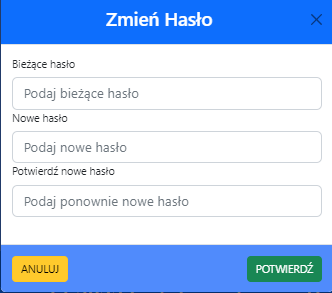 Zmień Hasło
Bieżące hasło
Podaj bieżące hasło
Nowe hasło
Podaj nowe hasło
Potwierdź nowe hasło
Podaj ponownie nowe hasło
ANULUJ
POTWIERDŹ